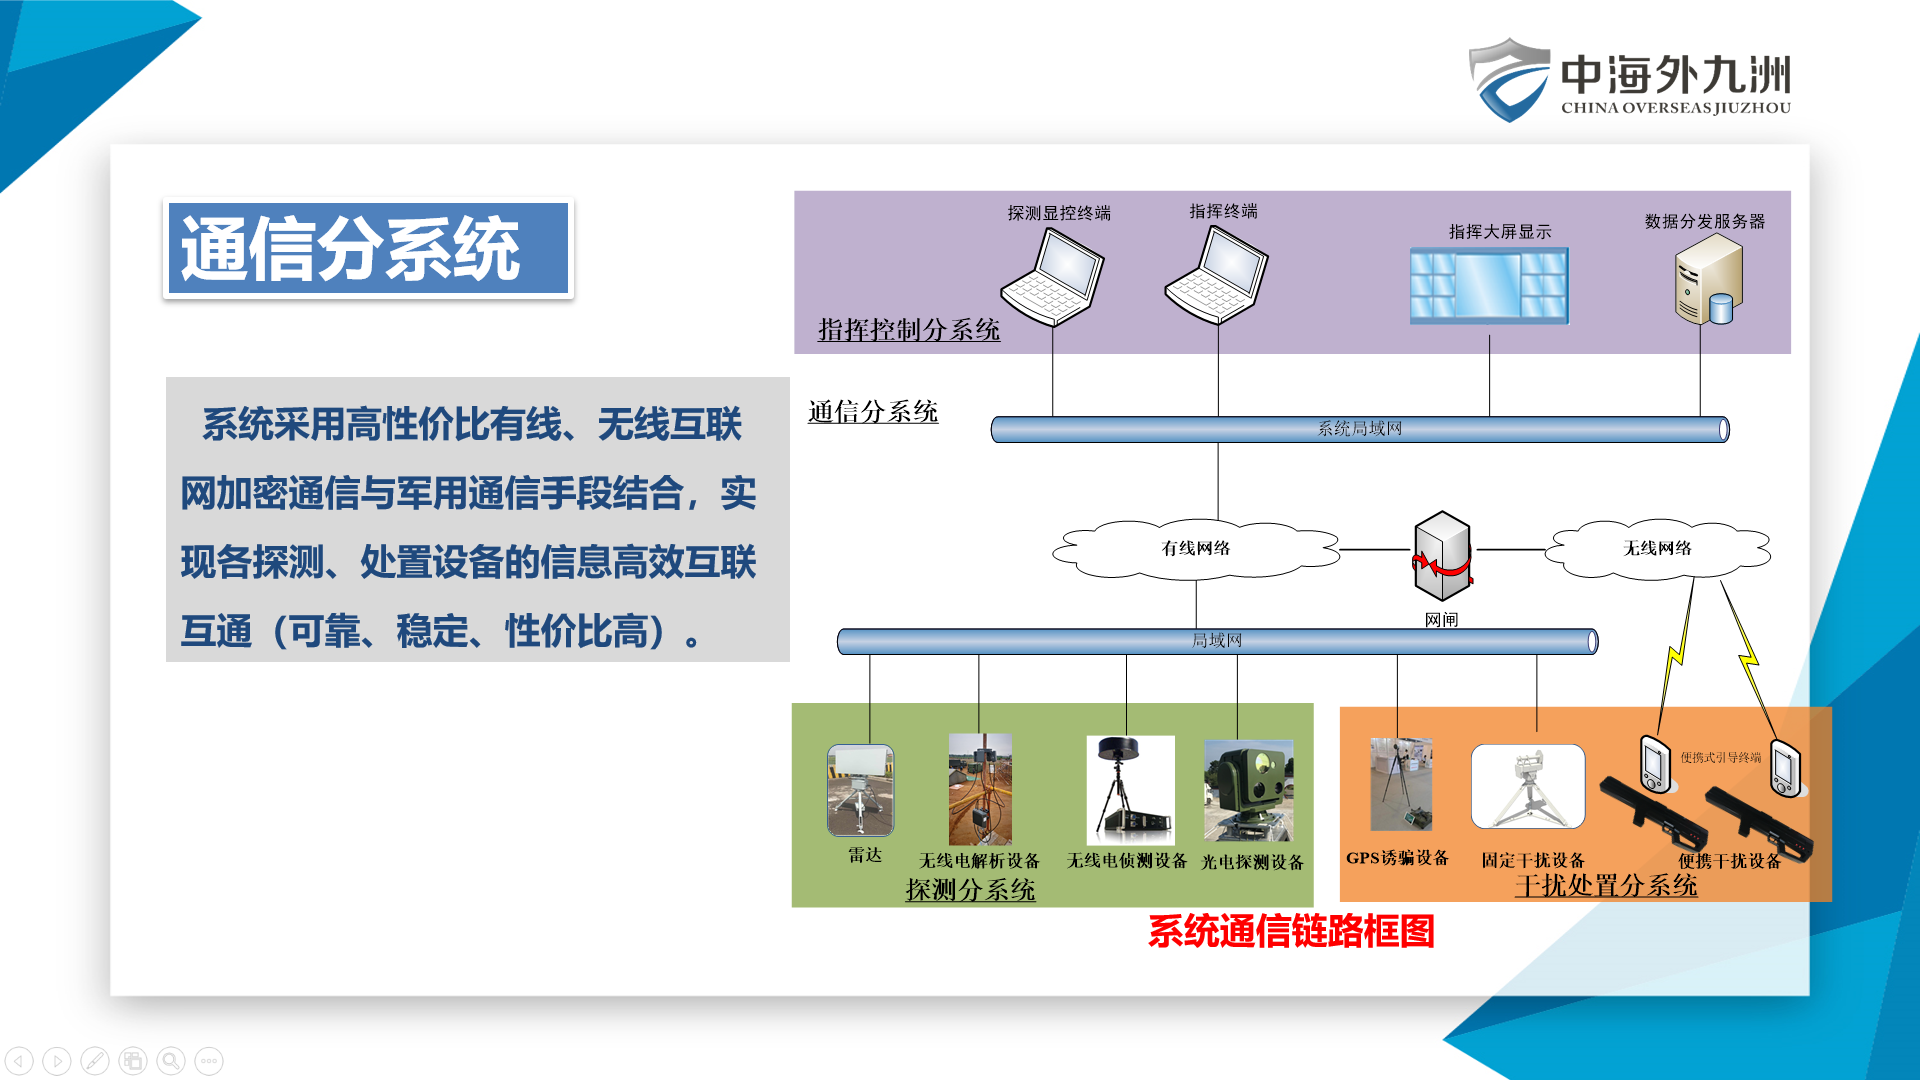 中海外九洲
CHINA OVERSEAS JIUZHOU
通信分系统
系统采用高性价比有线、无线互联
网加密通信与军用通信手段结合，实
现各探测、处置设备的信息高效互联
互通（可靠、稳定、性价比高）。
探测显控终端
指挥终端
指挥大屏显示
数据分发服务器
指挥控制分系统
通信分系统
系统局域网
有线网络
无线网络
网闸
局域网
便携式引导终端
雷达
无线电解析设备
无线电侦测设备
光电探测设备
探测分系统
GPS诱骗设备
固定干扰设备
便携干扰设备
干扰处置分系统
系统通信链路框图